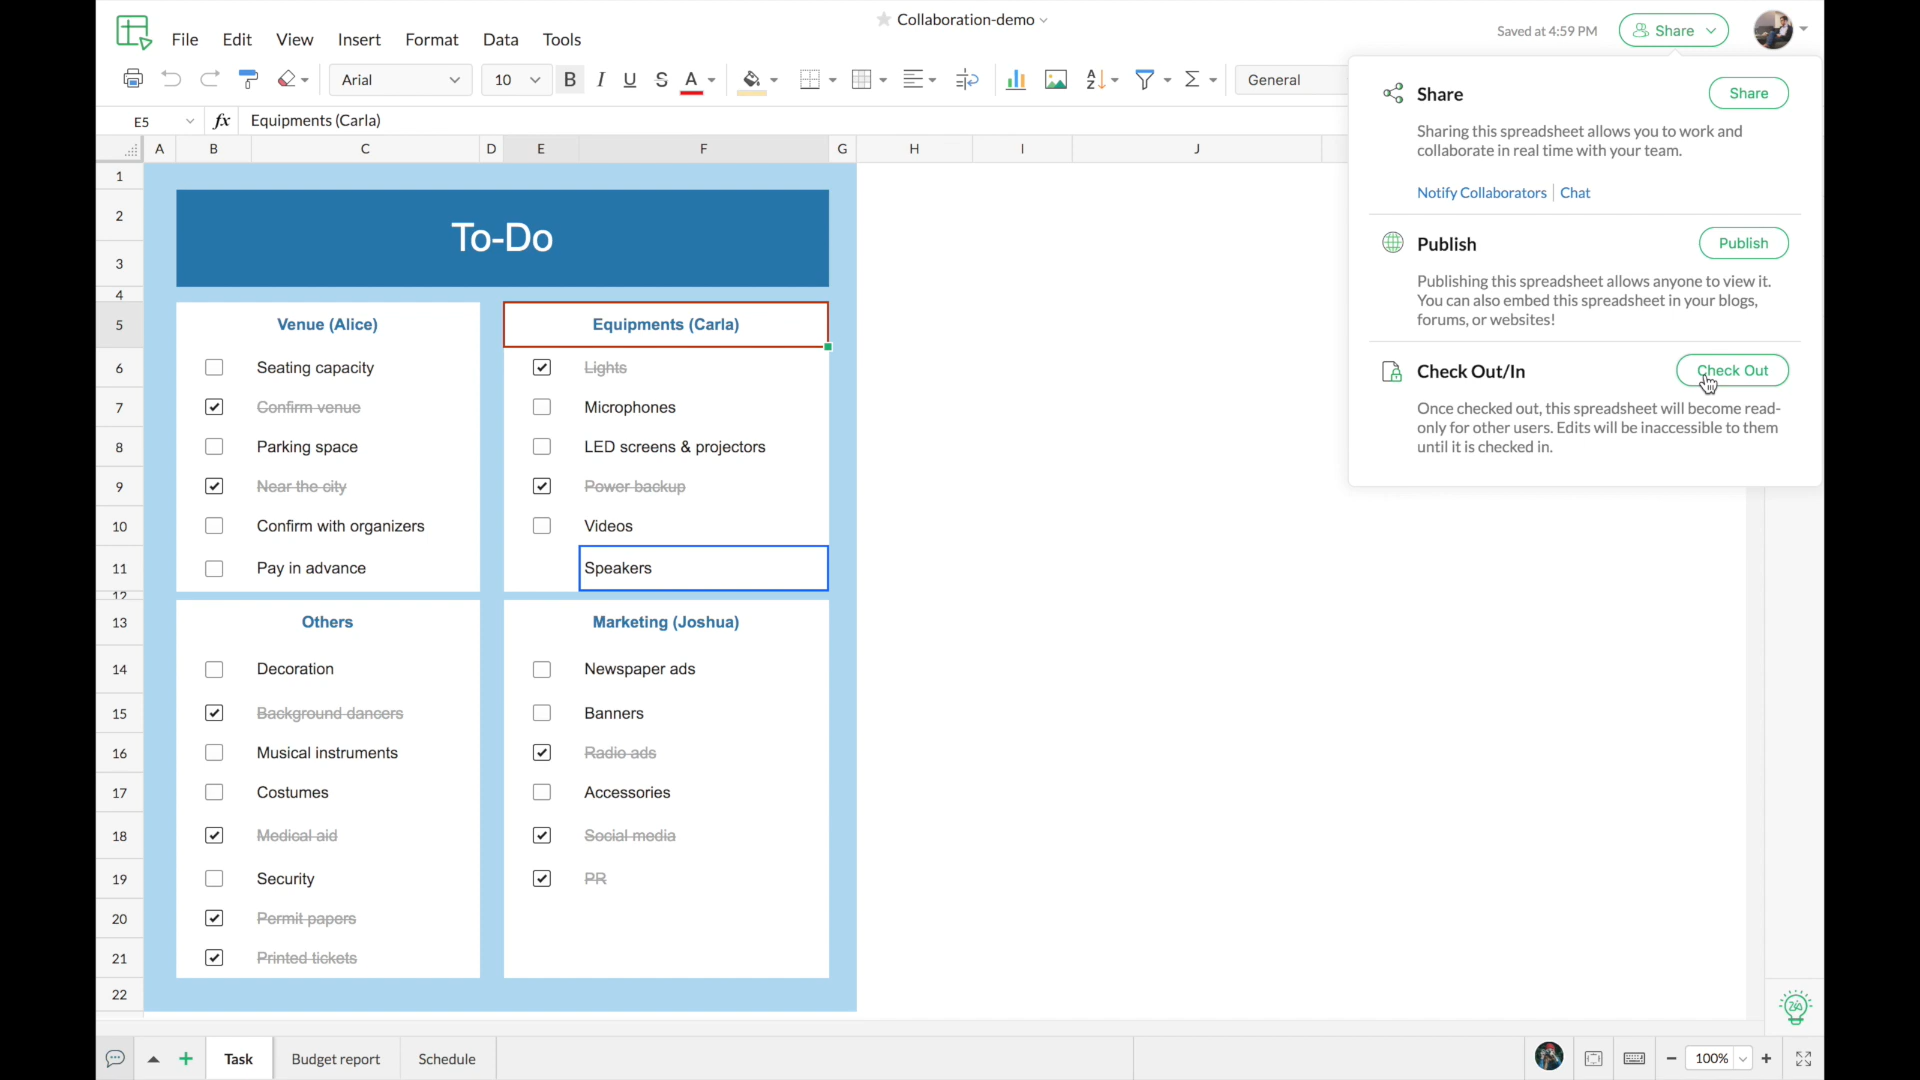 Collaboration-demo
File Edit View Insert Format Data Tools
Saved at 4:59 PM
Share
Arial 10 B I U S A General
E5 fx Equipments (Carla)
A B C D E F G H I J
1
2
3
4
5
6
7
8
9
10
11
12
13
14
15
16
17
18
19
20
21
22
To-Do
Venue (Alice)
Seating capacity
Confirm venue
Parking space
Near the city
Confirm with organizers
Pay in advance
Equipments (Carla)
Lights
Microphones
LED screens & projectors
Power backup
Videos
Speakers
Others
Decoration
Background dancers
Musical instruments
Costumes
Medical aid
Security
Permit papers
Printed tickets
Marketing (Joshua)
Newspaper ads
Banners
Radio ads
Accessories
Social media
PR
Share Share
Sharing this spreadsheet allows you to work and
collaborate in real time with your team.
Notify Collaborators | Chat
Publish Publish
Publishing this spreadsheet allows anyone to view it.
You can also embed this spreadsheet in your blogs,
forums, or websites!
Check Out/In Check Out
Once checked out, this spreadsheet will become read-
only for other users. Edits will be inaccessible to them
until it is checked in.
Task Budget report Schedule
100%